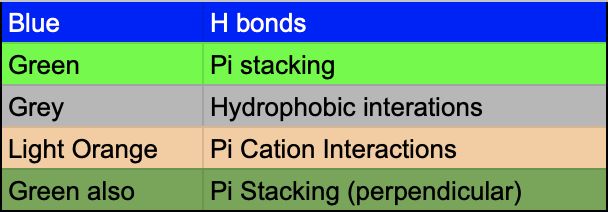 Blue H bonds
Green Pi stacking
Grey Hydrophobic interations
Light Orange Pi Cation Interactions
Green also Pi Stacking (perpendicular)